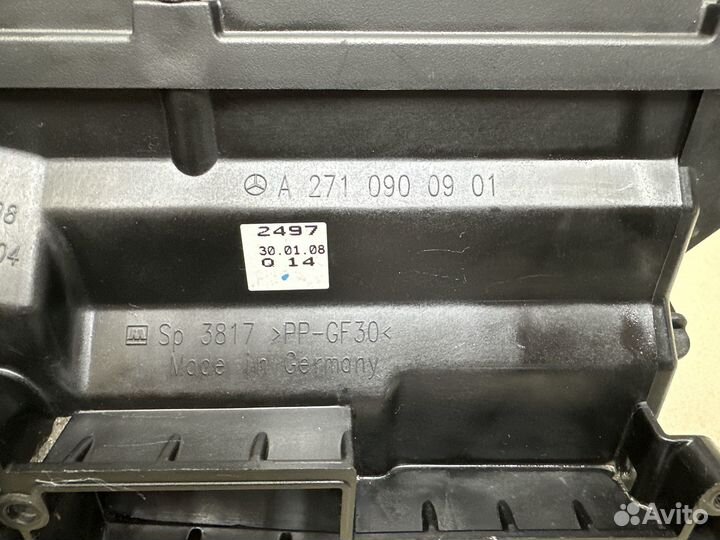 A 271 090 09 01
2497
30.01.08
Q 14
Sp 3817 >PP-GF30<
Made in Germany
Avito